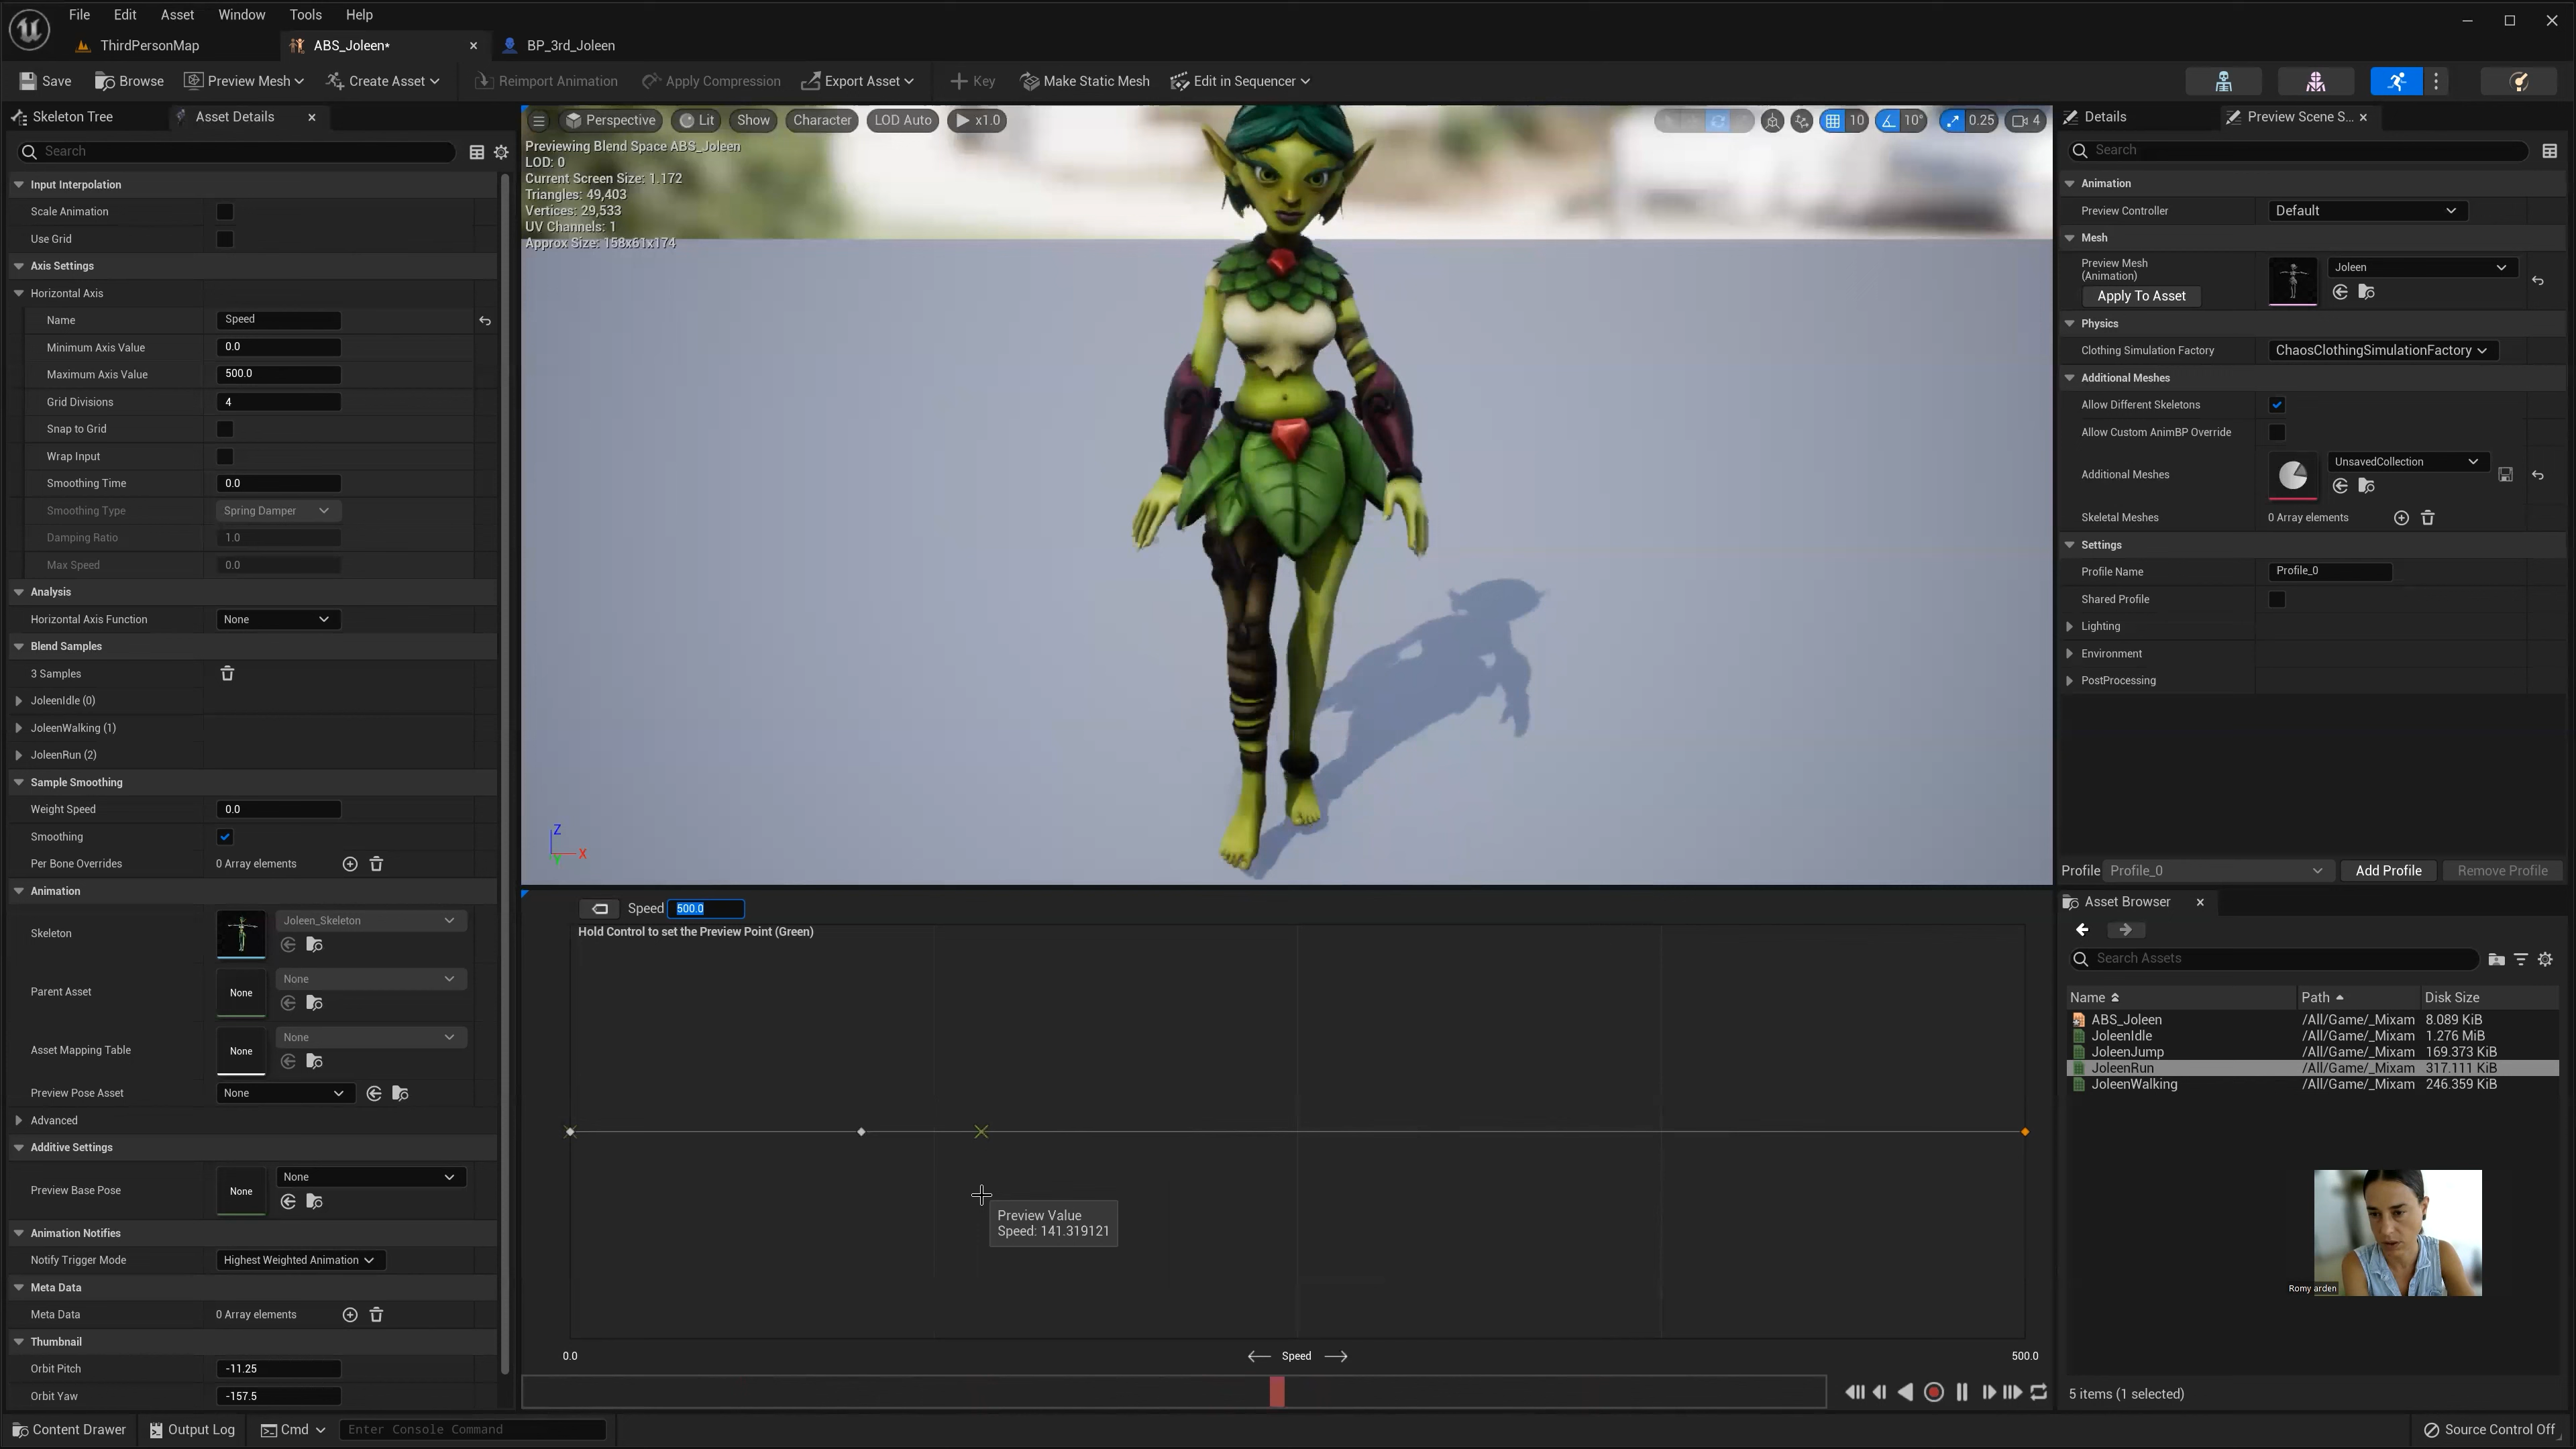 File Edit Asset Window Tools Help
ThirdPersonMap ABS_Joleen* BP_3rd_Joleen
Save Browse Preview Mesh Create Asset Reimport Animation Apply Compression Export Asset Key Make Static Mesh Edit in Sequencer
Skeleton Tree Asset Details
Search
Input Interpolation
Scale Animation
Use Grid
Axis Settings
Horizontal Axis
Name Speed
Minimum Axis Value 0.0
Maximum Axis Value 500.0
Grid Divisions 4
Snap to Grid
Wrap Input
Smoothing Time 0.0
Smoothing Type Spring Damper
Damping Ratio 1.0
Max Speed 0.0
Analysis
Horizontal Axis Function None
Blend Samples
3 Samples
JoleenIdle (0)
JoleenWalking (1)
JoleenRun (2)
Sample Smoothing
Weight Speed 0.0
Smoothing
Per Bone Overrides 0 Array elements
Animation
Skeleton Joleen_Skeleton
Parent Asset None None
Asset Mapping Table None None
Preview Pose Asset None
Advanced
Additive Settings
Preview Base Pose None None
Animation Notifies
Notify Trigger Mode Highest Weighted Animation
Meta Data
Meta Data 0 Array elements
Thumbnail
Orbit Pitch -11.25
Orbit Yaw -157.5
Perspective Lit Show Character LOD Auto x1.0 10 10° 0.25 4
Previewing Blend Space ABS_Joleen
LOD: 0
Current Screen Size: 1.172
Triangles: 49,403
Vertices: 29,533
UV Channels: 1
Approx Size: 158x61x174
Z
X
Y
Speed 500.0
Hold Control to set the Preview Point (Green)
Preview Value
Speed: 141.319121
0.0 Speed 500.0
Details Preview Scene S...
Search
Animation
Preview Controller Default
Mesh
Preview Mesh
(Animation)
Joleen
Apply To Asset
Physics
Clothing Simulation Factory ChaosClothingSimulationFactory
Additional Meshes
Allow Different Skeletons
Allow Custom AnimBP Override
Additional Meshes UnsavedCollection
Skeletal Meshes 0 Array elements
Settings
Profile Name Profile_0
Shared Profile
Lighting
Environment
PostProcessing
Profile Profile_0 Add Profile Remove Profile
Asset Browser
Search Assets
Name Path Disk Size
ABS_Joleen /All/Game/_Mixam 8.089 KiB
JoleenIdle /All/Game/_Mixam 1.276 MiB
JoleenJump /All/Game/_Mixam 169.373 KiB
JoleenRun /All/Game/_Mixam 317.111 KiB
JoleenWalking /All/Game/_Mixam 246.359 KiB
Romy arden
5 items (1 selected)
Content Drawer Output Log Cmd Enter Console Command Source Control Off